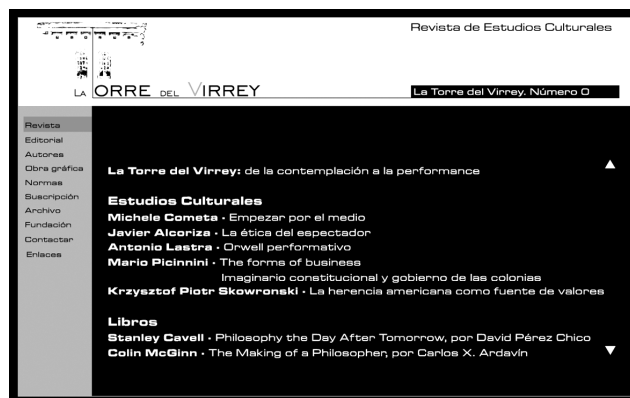 Revista de Estudios Culturales
LA TORRE DEL VIRREY
La Torre del Virrey. Número 0
Revista
Editorial
Autores
Obra gráfica
Normas
Suscripción
Archivo
Fundación
Contactar
Enlaces
La Torre del Virrey: de la contemplación a la performance
Estudios Culturales
Michele Cometa · Empezar por el medio
Javier Alcoriza · La ética del espectador
Antonio Lastra · Orwell performativo
Mario Picinnini · The forms of business
Imaginario constitucional y gobierno de las colonias
Krzysztof Piotr Skowronski · La herencia americana como fuente de valores
Libros
Stanley Cavell · Philosophy the Day After Tomorrow, por David Pérez Chico
Colin McGinn · The Making of a Philosopher, por Carlos X. Ardavín